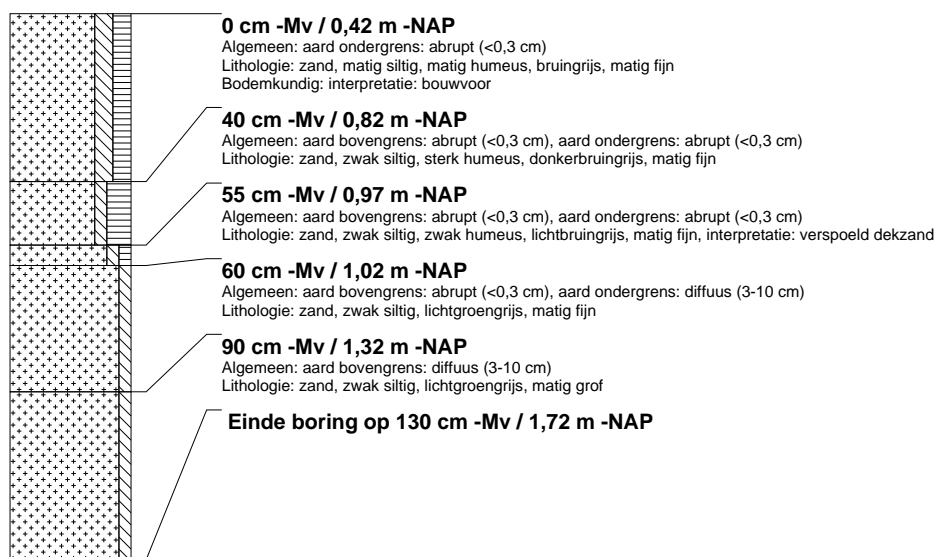 0 cm -Mv / 0,42 m -NAP
Algemeen: aard ondergrens: abrupt (<0,3 cm)
Lithologie: zand, matig siltig, matig humeus, bruingrijs, matig fijn
Bodemkundig: interpretatie: bouwvoor
40 cm -Mv / 0,82 m -NAP
Algemeen: aard bovengrens: abrupt (<0,3 cm), aard ondergrens: abrupt (<0,3 cm)
Lithologie: zand, zwak siltig, sterk humeus, donkerbruingrijs, matig fijn
55 cm -Mv / 0,97 m -NAP
Algemeen: aard bovengrens: abrupt (<0,3 cm), aard ondergrens: abrupt (<0,3 cm)
Lithologie: zand, zwak siltig, zwak humeus, lichtbruingrijs, matig fijn, interpretatie: verspoeld dekzand
60 cm -Mv / 1,02 m -NAP
Algemeen: aard bovengrens: abrupt (<0,3 cm), aard ondergrens: diffuus (3-10 cm)
Lithologie: zand, zwak siltig, lichtgroengrijs, matig fijn
90 cm -Mv / 1,32 m -NAP
Algemeen: aard bovengrens: diffuus (3-10 cm)
Lithologie: zand, zwak siltig, lichtgroengrijs, matig grof
Einde boring op 130 cm -Mv / 1,72 m -NAP